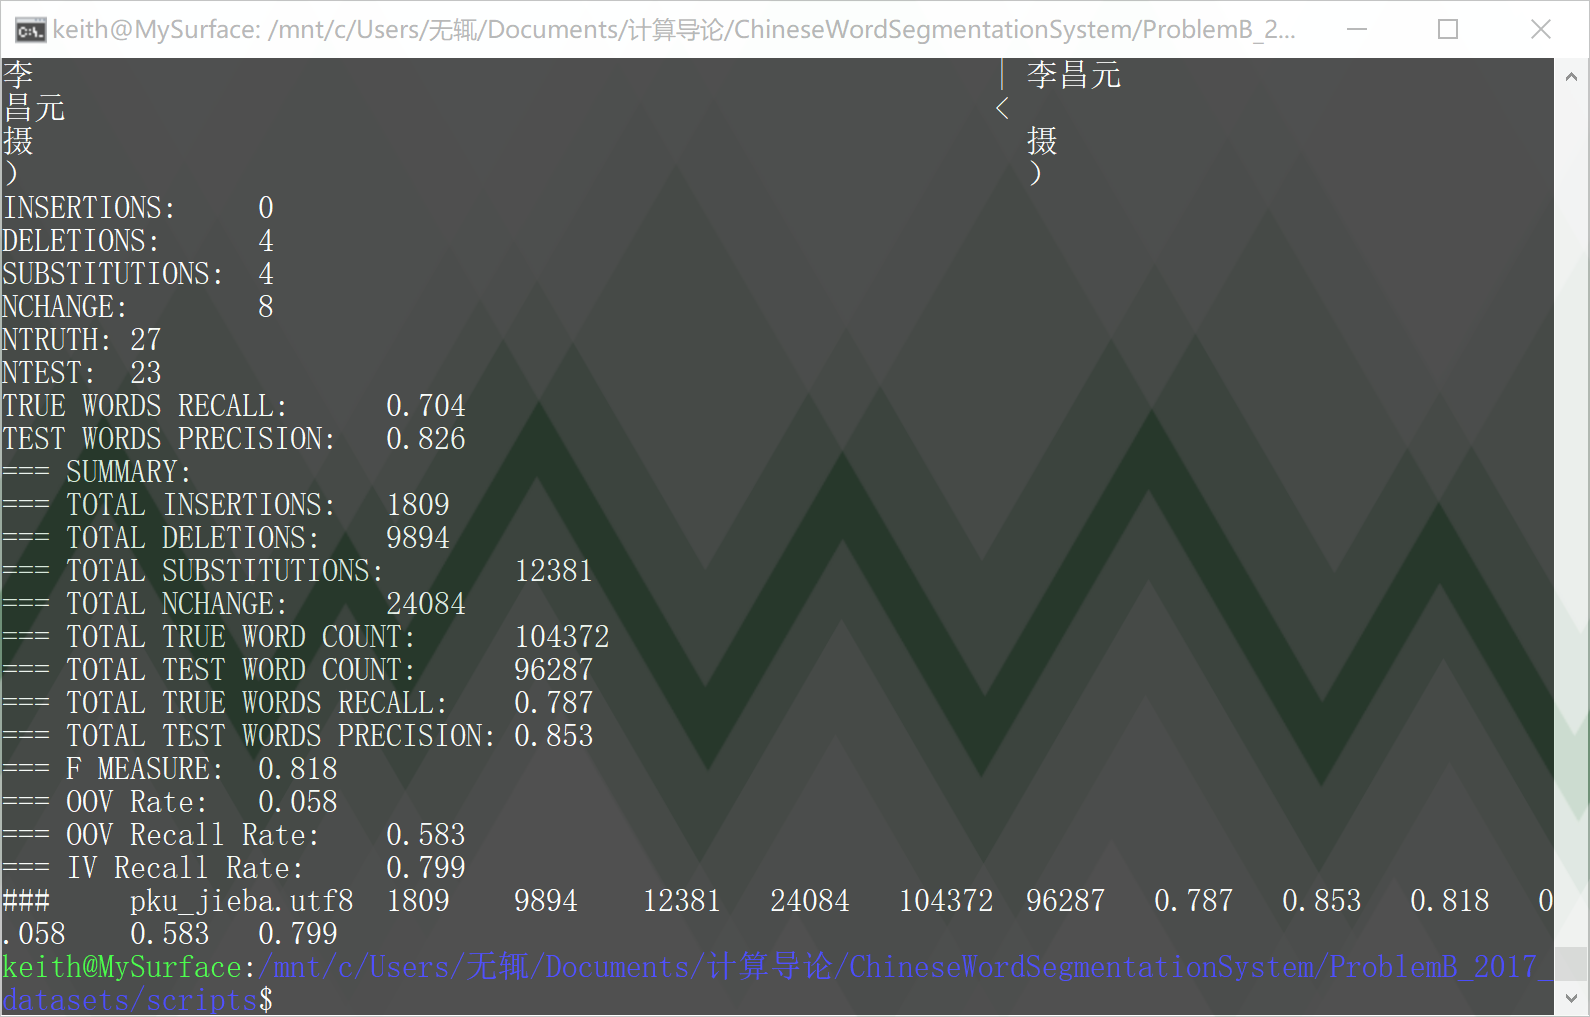 keith@MySurface: /mnt/c/Users/无辄/Documents/计算导论/ChineseWordSegmentationSystem/ProblemB_2...
李 | 李昌元
昌元 <
摄 摄
) )
INSERTIONS: 0
DELETIONS: 4
SUBSTITUTIONS: 4
NCHANGE: 8
NTRUTH: 27
NTEST: 23
TRUE WORDS RECALL: 0.704
TEST WORDS PRECISION: 0.826
=== SUMMARY:
=== TOTAL INSERTIONS: 1809
=== TOTAL DELETIONS: 9894
=== TOTAL SUBSTITUTIONS: 12381
=== TOTAL NCHANGE: 24084
=== TOTAL TRUE WORD COUNT: 104372
=== TOTAL TEST WORD COUNT: 96287
=== TOTAL TRUE WORDS RECALL: 0.787
=== TOTAL TEST WORDS PRECISION: 0.853
=== F MEASURE: 0.818
=== OOV Rate: 0.058
=== OOV Recall Rate: 0.583
=== IV Recall Rate: 0.799
### pku_jieba.utf8 1809 9894 12381 24084 104372 96287 0.787 0.853 0.818 0
.058 0.583 0.799
keith@MySurface:/mnt/c/Users/无辄/Documents/计算导论/ChineseWordSegmentationSystem/ProblemB_2017_
datasets/scripts$